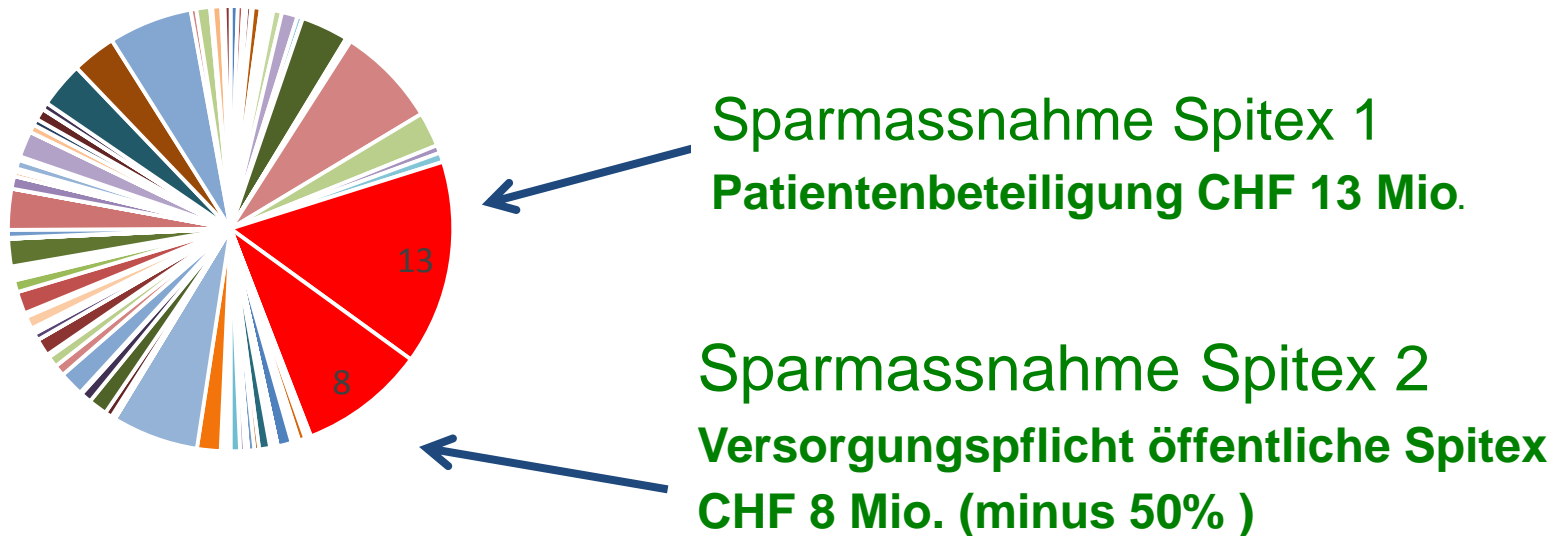 Sparmassnahme Spitex 1
Patientenbeteiligung CHF 13 Mio.
13
8
Sparmassnahme Spitex 2
Versorgungspflicht öffentliche Spitex
CHF 8 Mio. (minus 50% )